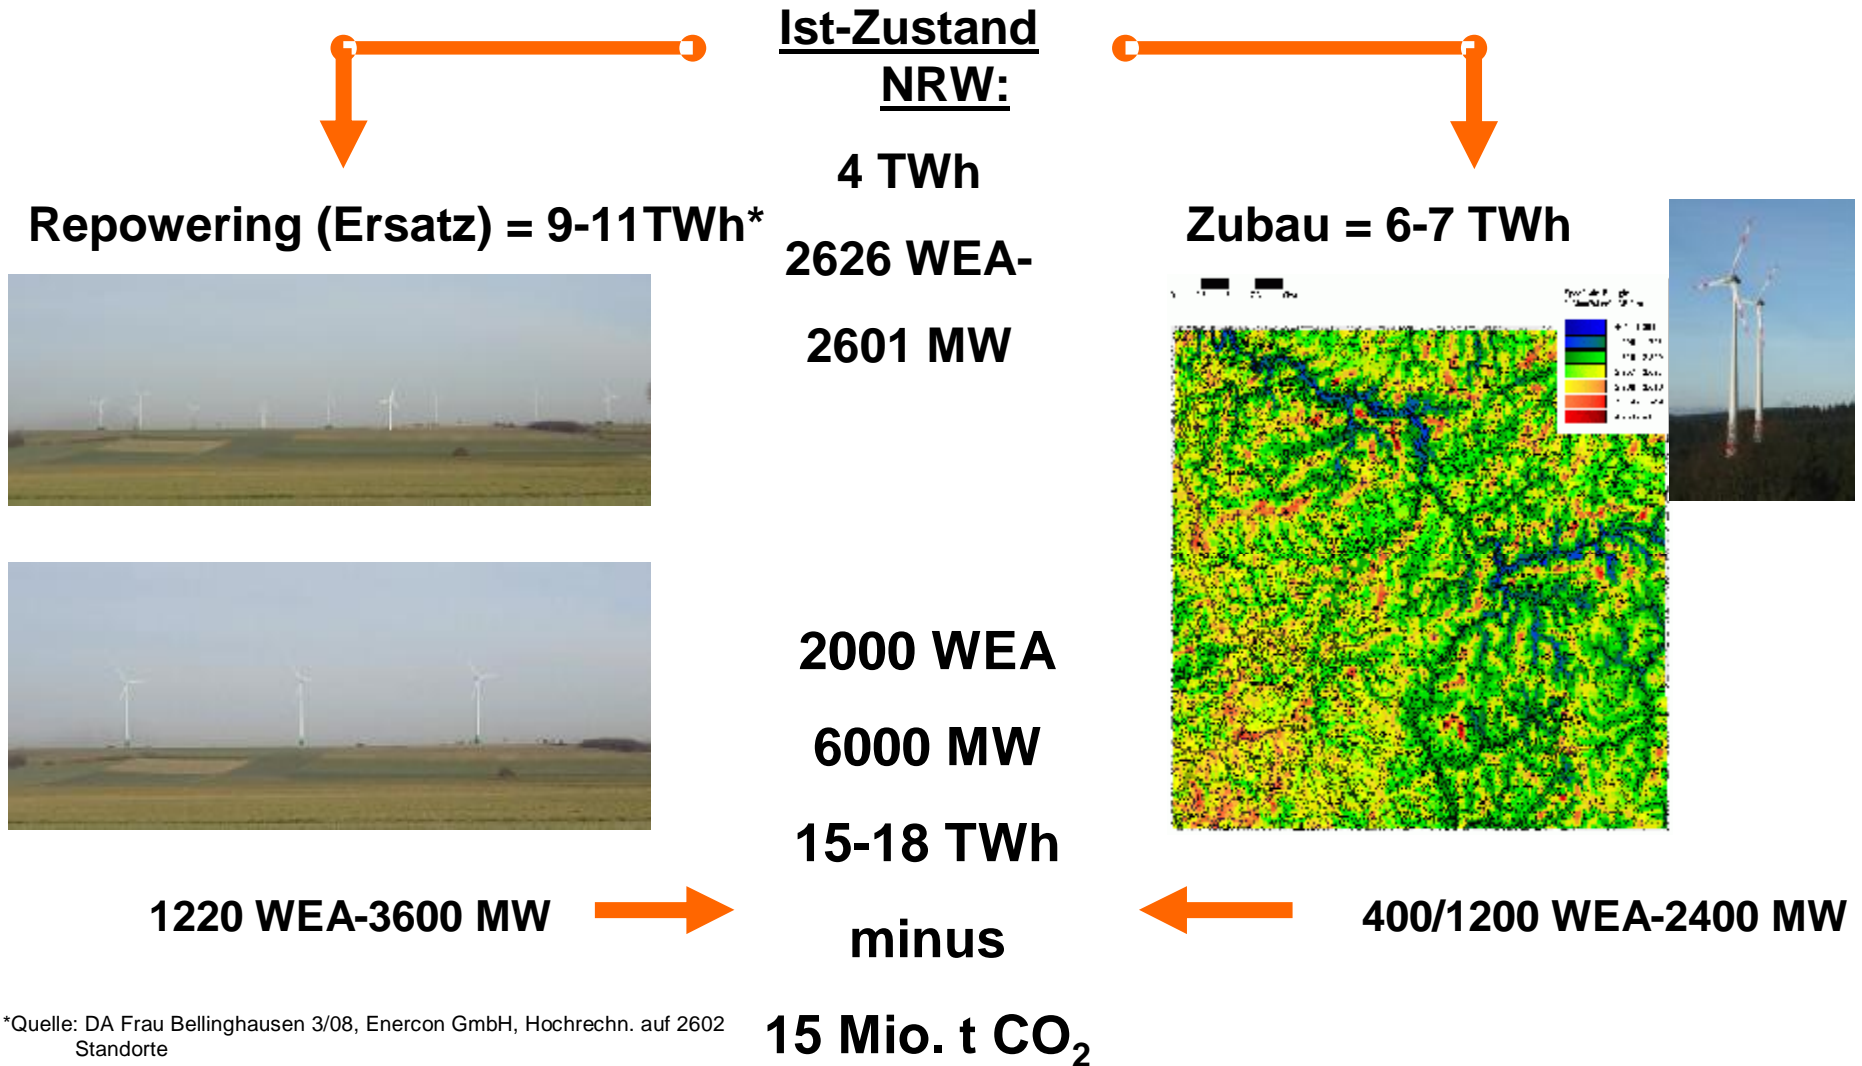 Ist-Zustand
NRW:
4 TWh
2626 WEA-
2601 MW
Repowering (Ersatz) = 9-11TWh*
Zubau = 6-7 TWh
2000 WEA
6000 MW
15-18 TWh
minus
15 Mio. t CO₂
1220 WEA-3600 MW
400/1200 WEA-2400 MW
*Quelle: DA Frau Bellinghausen 3/08, Enercon GmbH, Hochrechn. auf 2602
Standorte